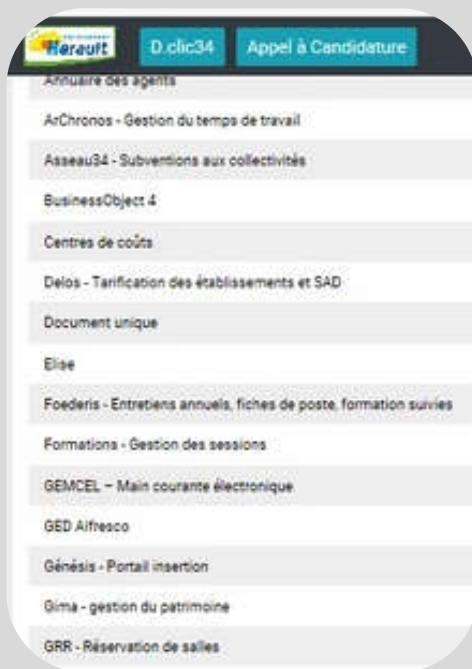 Hérault
D.clic34
Appel à Candidature
Annuaire des agents
ArChronos - Gestion du temps de travail
Asseau34 - Subventions aux collectivités
BusinessObject 4
Centres de coûts
Delos - Tarification des établissements et SAD
Document unique
Elise
Foederis - Entretiens annuels, fiches de poste, formation suivies
Formations - Gestion des sessions
GEMCEL – Main courante électronique
GED Alfresco
Génésis - Portail insertion
Gima - gestion du patrimoine
GRR - Réservation de salles